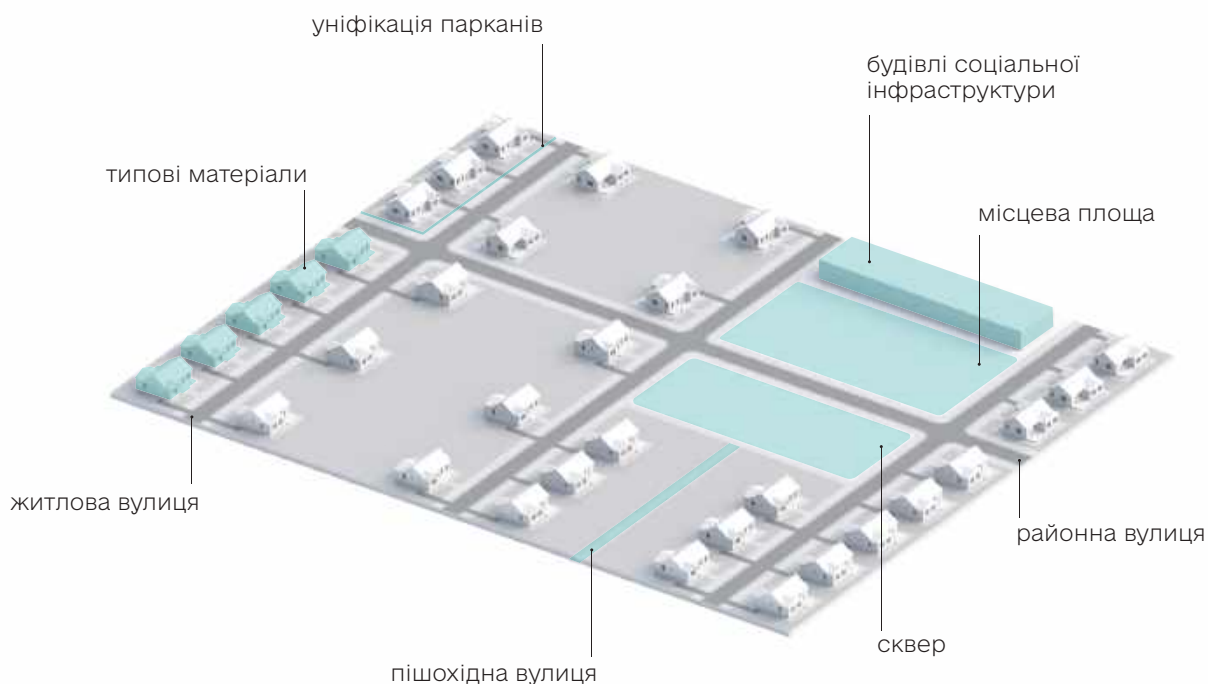 уніфікація парканів
будівлі соціальної
інфраструктури
типові матеріали
місцева площа
житлова вулиця
районна вулиця
сквер
пішохідна вулиця